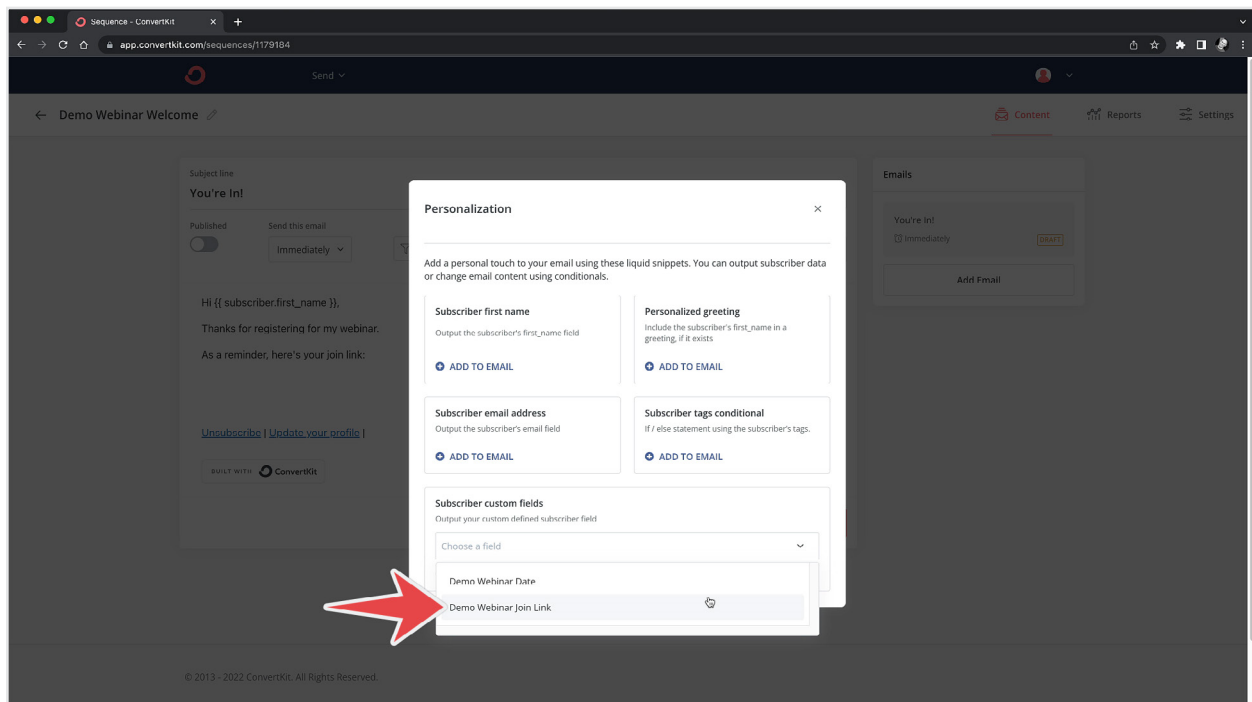 Sequence - ConvertKit
app.convertkit.com/sequences/1179184
Send
Demo Webinar Welcome
Content
Reports
Settings
Subject line
You're In!
Published
Send this email
Immediately
Hi {{ subscriber.first_name }},
Thanks for registering for my webinar.
As a reminder, here's your join link:
Unsubscribe | Update your profile |
BUILT WITH ConvertKit
Personalization
Add a personal touch to your email using these liquid snippets. You can output subscriber data
or change email content using conditionals.
Subscriber first name
Output the subscriber's first_name field
ADD TO EMAIL
Personalized greeting
Include the subscriber's first_name in a
greeting, if it exists
ADD TO EMAIL
Subscriber email address
Output the subscriber's email field
ADD TO EMAIL
Subscriber tags conditional
If / else statement using the subscriber's tags.
ADD TO EMAIL
Subscriber custom fields
Output your custom defined subscriber field
Choose a field
Demo Webinar Date
Demo Webinar Join Link
Emails
You're In!
Immediately
DRAFT
Add Email
© 2013 - 2022 ConvertKit. All Rights Reserved.